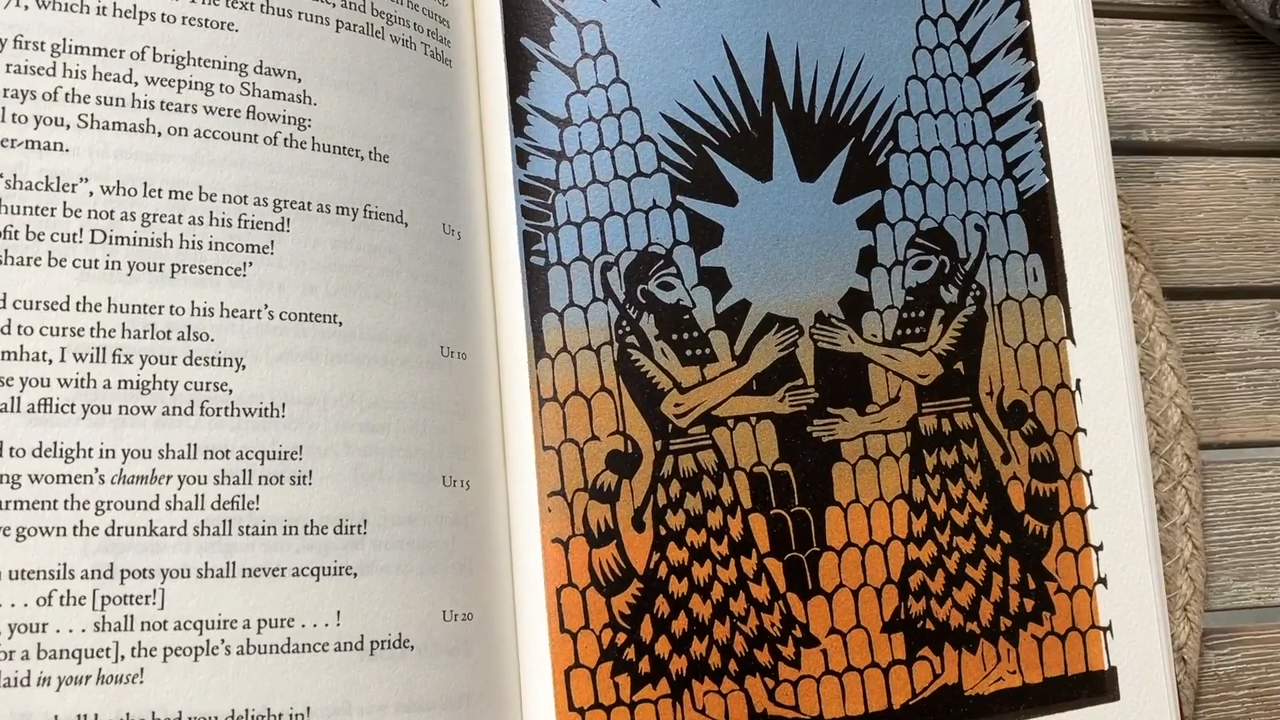 he curses
The text thus runs parallel with Tablet
, and begins to relate
, which it helps to restore.
first glimmer of brightening dawn,
raised his head, weeping to Shamash.
rays of the sun his tears were flowing:
to you, Shamash, on account of the hunter, the
er-man.
“shackler”, who let me be not as great as my friend,
hunter be not as great as his friend!
Ur 5
fit be cut! Diminish his income!
share be cut in your presence!’
cursed the hunter to his heart’s content,
d to curse the harlot also.
mhat, I will fix your destiny,
Ur 10
se you with a mighty curse,
all afflict you now and forthwith!
to delight in you shall not acquire!
ng women’s chamber you shall not sit!
Ur 15
arment the ground shall defile!
e gown the drunkard shall stain in the dirt!
utensils and pots you shall never acquire,
. . . of the [potter!]
, your . . . shall not acquire a pure . . . !
Ur 20
or a banquet], the people’s abundance and pride,
laid in your house!
the bed you delight in!